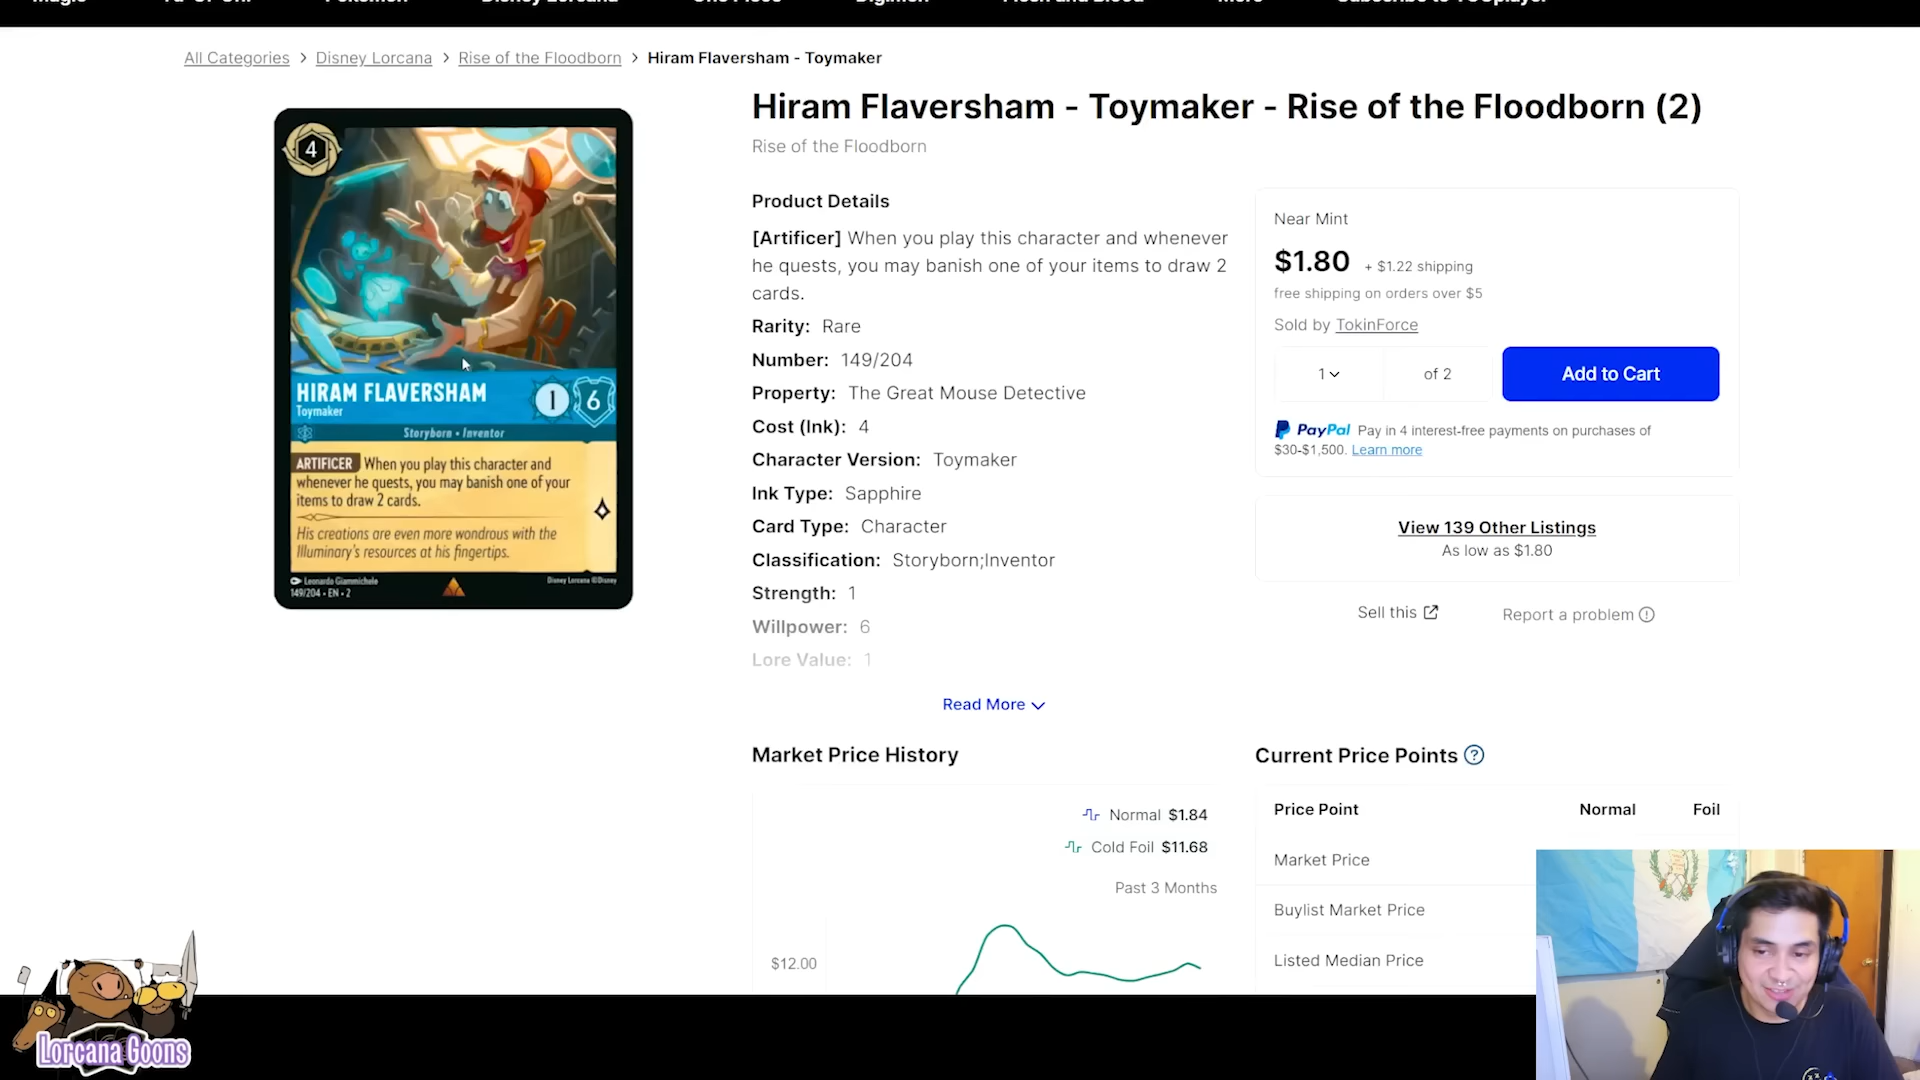 All Categories > Disney Lorcana > Rise of the Floodborn > Hiram Flaversham - Toymaker
4
HIRAM FLAVERSHAM
Toymaker
1
6
Storyborn • Inventor
ARTIFICER When you play this character and
whenever he quests, you may banish one of your
items to draw 2 cards.
His creations are even more wondrous with the
Illuminary's resources at his fingertips.
Leonardo Giammichele
Disney Lorcana ©Disney
149/204 • EN • 2
Hiram Flaversham - Toymaker - Rise of the Floodborn (2)
Rise of the Floodborn
Product Details
[Artificer] When you play this character and whenever
he quests, you may banish one of your items to draw 2
cards.
Rarity: Rare
Number: 149/204
Property: The Great Mouse Detective
Cost (Ink): 4
Character Version: Toymaker
Ink Type: Sapphire
Card Type: Character
Classification: Storyborn;Inventor
Strength: 1
Willpower: 6
Lore Value: 1
Read More
Near Mint
$1.80 + $1.22 shipping
free shipping on orders over $5
Sold by TokinForce
1 of 2
Add to Cart
PayPal Pay in 4 interest-free payments on purchases of
$30-$1,500. Learn more
View 139 Other Listings
As low as $1.80
Sell this
Report a problem
Market Price History
Normal $1.84
Cold Foil $11.68
Past 3 Months
$12.00
Current Price Points
Price Point Normal Foil
Market Price
Buylist Market Price
Listed Median Price
Lorcana Goons